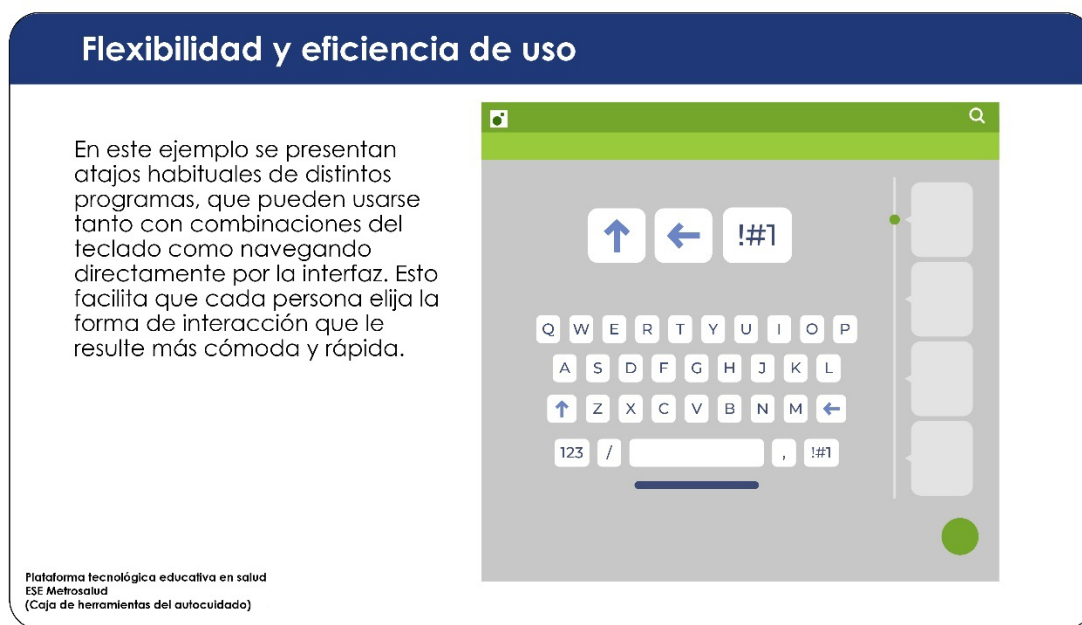 Flexibilidad y eficiencia de uso
En este ejemplo se presentan
atajos habituales de distintos
programas, que pueden usarse
tanto con combinaciones del
teclado como navegando
directamente por la interfaz. Esto
facilita que cada persona elija la
forma de interacción que le
resulte más cómoda y rápida.
!#1
Q W E R T Y U I O P
A S D F G H J K L
Z X C V B N M
123 / , !#1
Plataforma tecnológica educativa en salud
ESE Metrosalud
(Caja de herramientas del autocuidado)